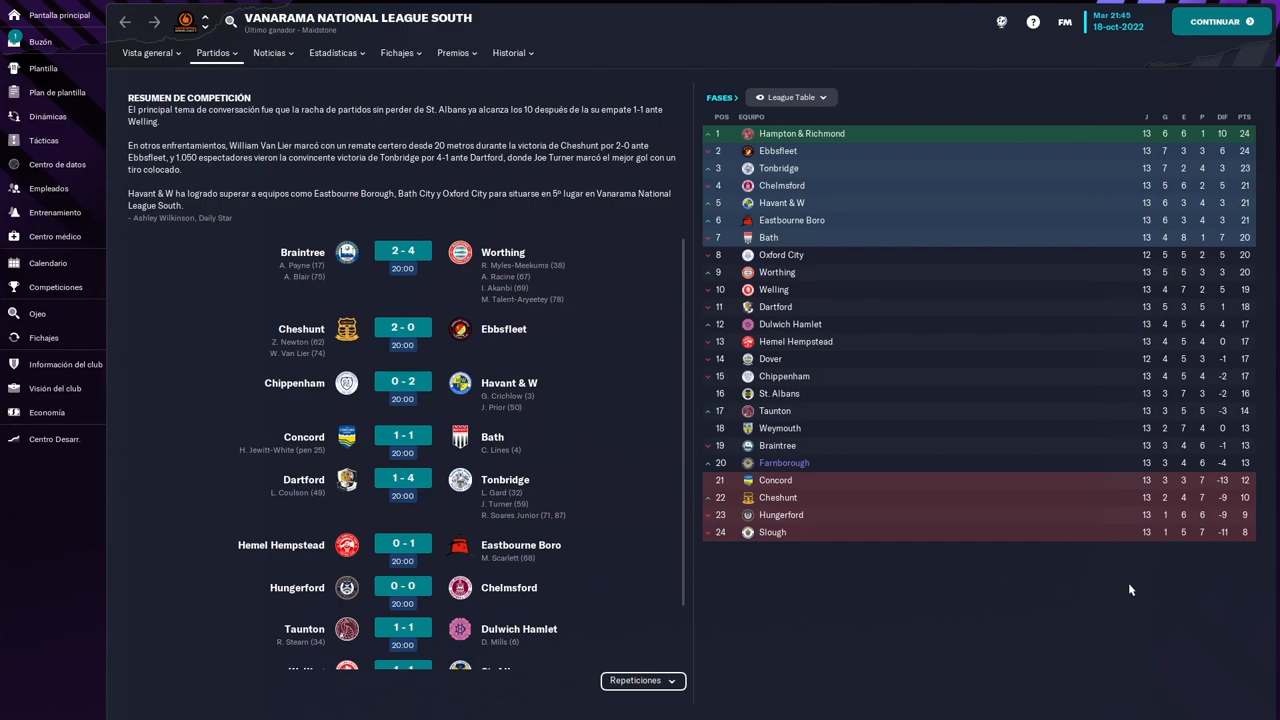 Pantalla principal
1
Buzón
Plantilla
Plan de plantilla
Dinámicas
Tácticas
Centro de datos
Empleados
Entrenamiento
Centro médico
Calendario
Competiciones
Ojeo
Fichajes
Información del club
Visión del club
Economía
Centro Desarr.
VANARAMA NATIONAL LEAGUE SOUTH
Último ganador - Maidstone
? FM
Mar 21:45
18-oct-2022
CONTINUAR
Vista general Partidos Noticias Estadísticas Fichajes Premios Historial
RESUMEN DE COMPETICIÓN
El principal tema de conversación fue que la racha de partidos sin perder de St. Albans ya alcanza los 10 después de la su empate 1-1 ante
Welling.
En otros enfrentamientos, William Van Lier marcó con un remate certero desde 20 metros durante la victoria de Cheshunt por 2-0 ante
Ebbsfleet, y 1.050 espectadores vieron la convincente victoria de Tonbridge por 4-1 ante Dartford, donde Joe Turner marcó el mejor gol con un
tiro colocado.
Havant & W ha logrado superar a equipos como Eastbourne Borough, Bath City y Oxford City para situarse en 5º lugar en Vanarama National
League South.
- Ashley Wilkinson, Daily Star
Braintree 2 - 4 Worthing
A. Payne (17) 20:00 R. Myles-Meekums (38)
A. Blair (75) A. Racine (67)
I. Akanbi (69)
M. Talent-Aryeetey (78)
Cheshunt 2 - 0 Ebbsfleet
Z. Newton (62) 20:00
W. Van Lier (74)
Chippenham 0 - 2 Havant & W
20:00 G. Crichlow (3)
J. Prior (50)
Concord 1 - 1 Bath
H. Jewitt-White (pen 25) 20:00 C. Lines (4)
Dartford 1 - 4 Tonbridge
L. Coulson (49) 20:00 L. Gard (32)
J. Turner (59)
R. Soares Junior (71, 87)
Hemel Hempstead 0 - 1 Eastbourne Boro
20:00 M. Scarlett (68)
Hungerford 0 - 0 Chelmsford
20:00
Taunton 1 - 1 Dulwich Hamlet
R. Stearn (34) 20:00 D. Mills (6)
Repeticiones
FASES League Table
POS EQUIPO J G E P DIF PTS
1 Hampton & Richmond 13 6 6 1 10 24
2 Ebbsfleet 13 7 3 3 6 24
3 Tonbridge 13 7 2 4 3 23
4 Chelmsford 13 5 6 2 5 21
5 Havant & W 13 6 3 4 3 21
6 Eastbourne Boro 13 6 3 4 3 21
7 Bath 13 4 8 1 7 20
8 Oxford City 12 5 5 2 5 20
9 Worthing 13 5 5 3 3 20
10 Welling 13 4 7 2 5 19
11 Dartford 13 5 3 5 1 18
12 Dulwich Hamlet 13 4 5 4 4 17
13 Hemel Hempstead 13 4 5 4 0 17
14 Dover 12 4 5 3 -1 17
15 Chippenham 13 4 5 4 -2 17
16 St. Albans 13 3 7 3 -2 16
17 Taunton 13 3 5 5 -3 14
18 Weymouth 13 2 7 4 0 13
19 Braintree 13 3 4 6 -1 13
20 Farnborough 13 3 4 6 -4 13
21 Concord 13 3 3 7 -13 12
22 Cheshunt 13 2 4 7 -9 10
23 Hungerford 13 1 6 6 -9 9
24 Slough 13 1 5 7 -11 8